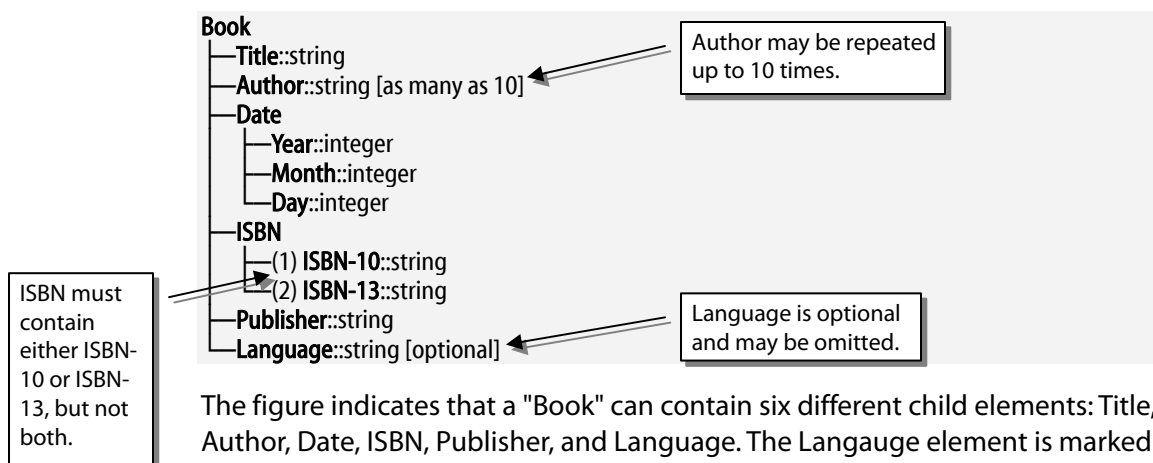 Book
Title::string
Author::string [as many as 10]
Date
Year::integer
Month::integer
Day::integer
ISBN
(1) ISBN-10::string
(2) ISBN-13::string
Publisher::string
Language::string [optional]
Author may be repeated
up to 10 times.
ISBN must
contain
either ISBN-
10 or ISBN-
13, but not
both.
Language is optional
and may be omitted.
The figure indicates that a "Book" can contain six different child elements: Title,
Author, Date, ISBN, Publisher, and Language. The Langauge element is marked